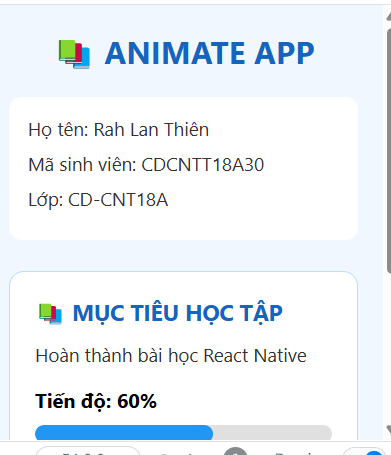 ANIMATE APP
Họ tên: Rah Lan Thiên
Mã sinh viên: CDCNTT18A30
Lớp: CD-CNT18A
MỤC TIÊU HỌC TẬP
Hoàn thành bài học React Native
Tiến độ: 60%